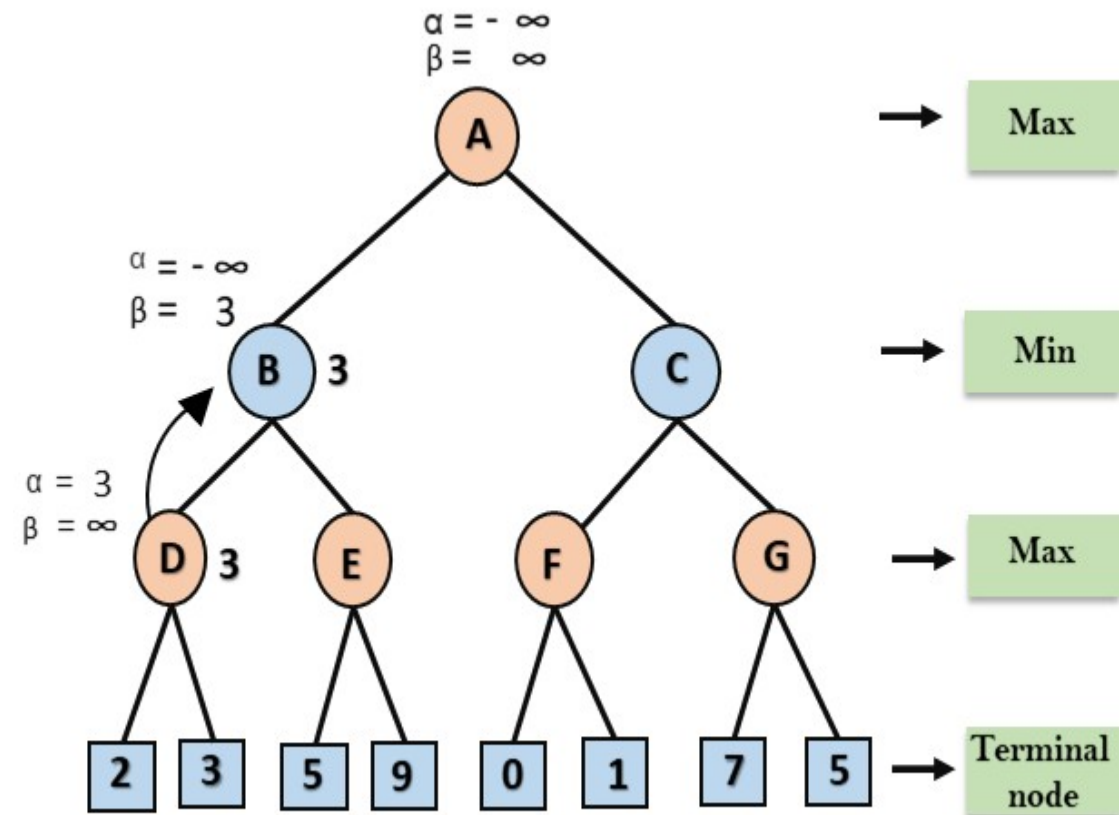 α = - ∞
β = ∞
A
Max
α = - ∞
β = 3
B 3
C
Min
α = 3
β = ∞
D 3
E
F
G
Max
2
3
5
9
0
1
7
5
Terminal
node